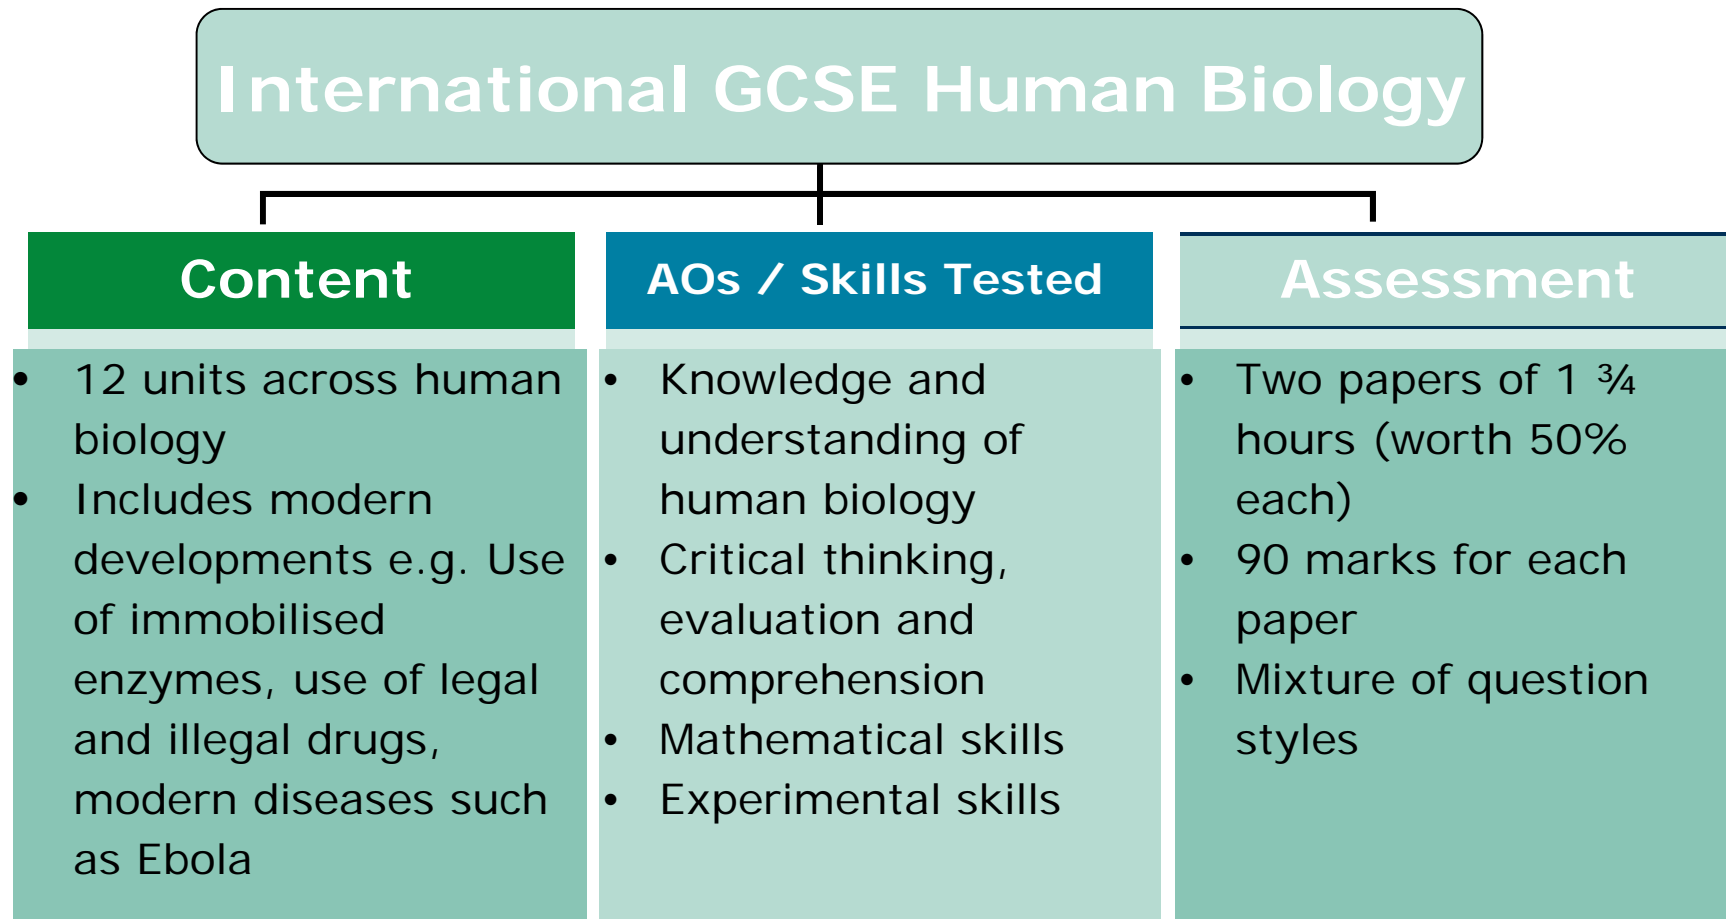 International GCSE Human Biology
Content
• 12 units across human
biology
• Includes modern
developments e.g. Use
of immobilised
enzymes, use of legal
and illegal drugs,
modern diseases such
as Ebola
AOs / Skills Tested
• Knowledge and
understanding of
human biology
• Critical thinking,
evaluation and
comprehension
• Mathematical skills
• Experimental skills
Assessment
• Two papers of 1 ¾
hours (worth 50%
each)
• 90 marks for each
paper
• Mixture of question
styles